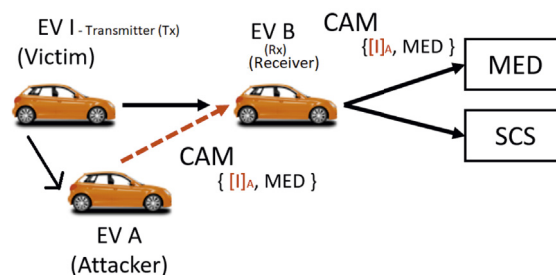 EV I - Transmitter (Tx)
(Victim)
EV B
(Rx)
(Receiver)
CAM
{[I]A, MED }
MED
SCS
CAM
{ [I]A, MED }
EV A
(Attacker)